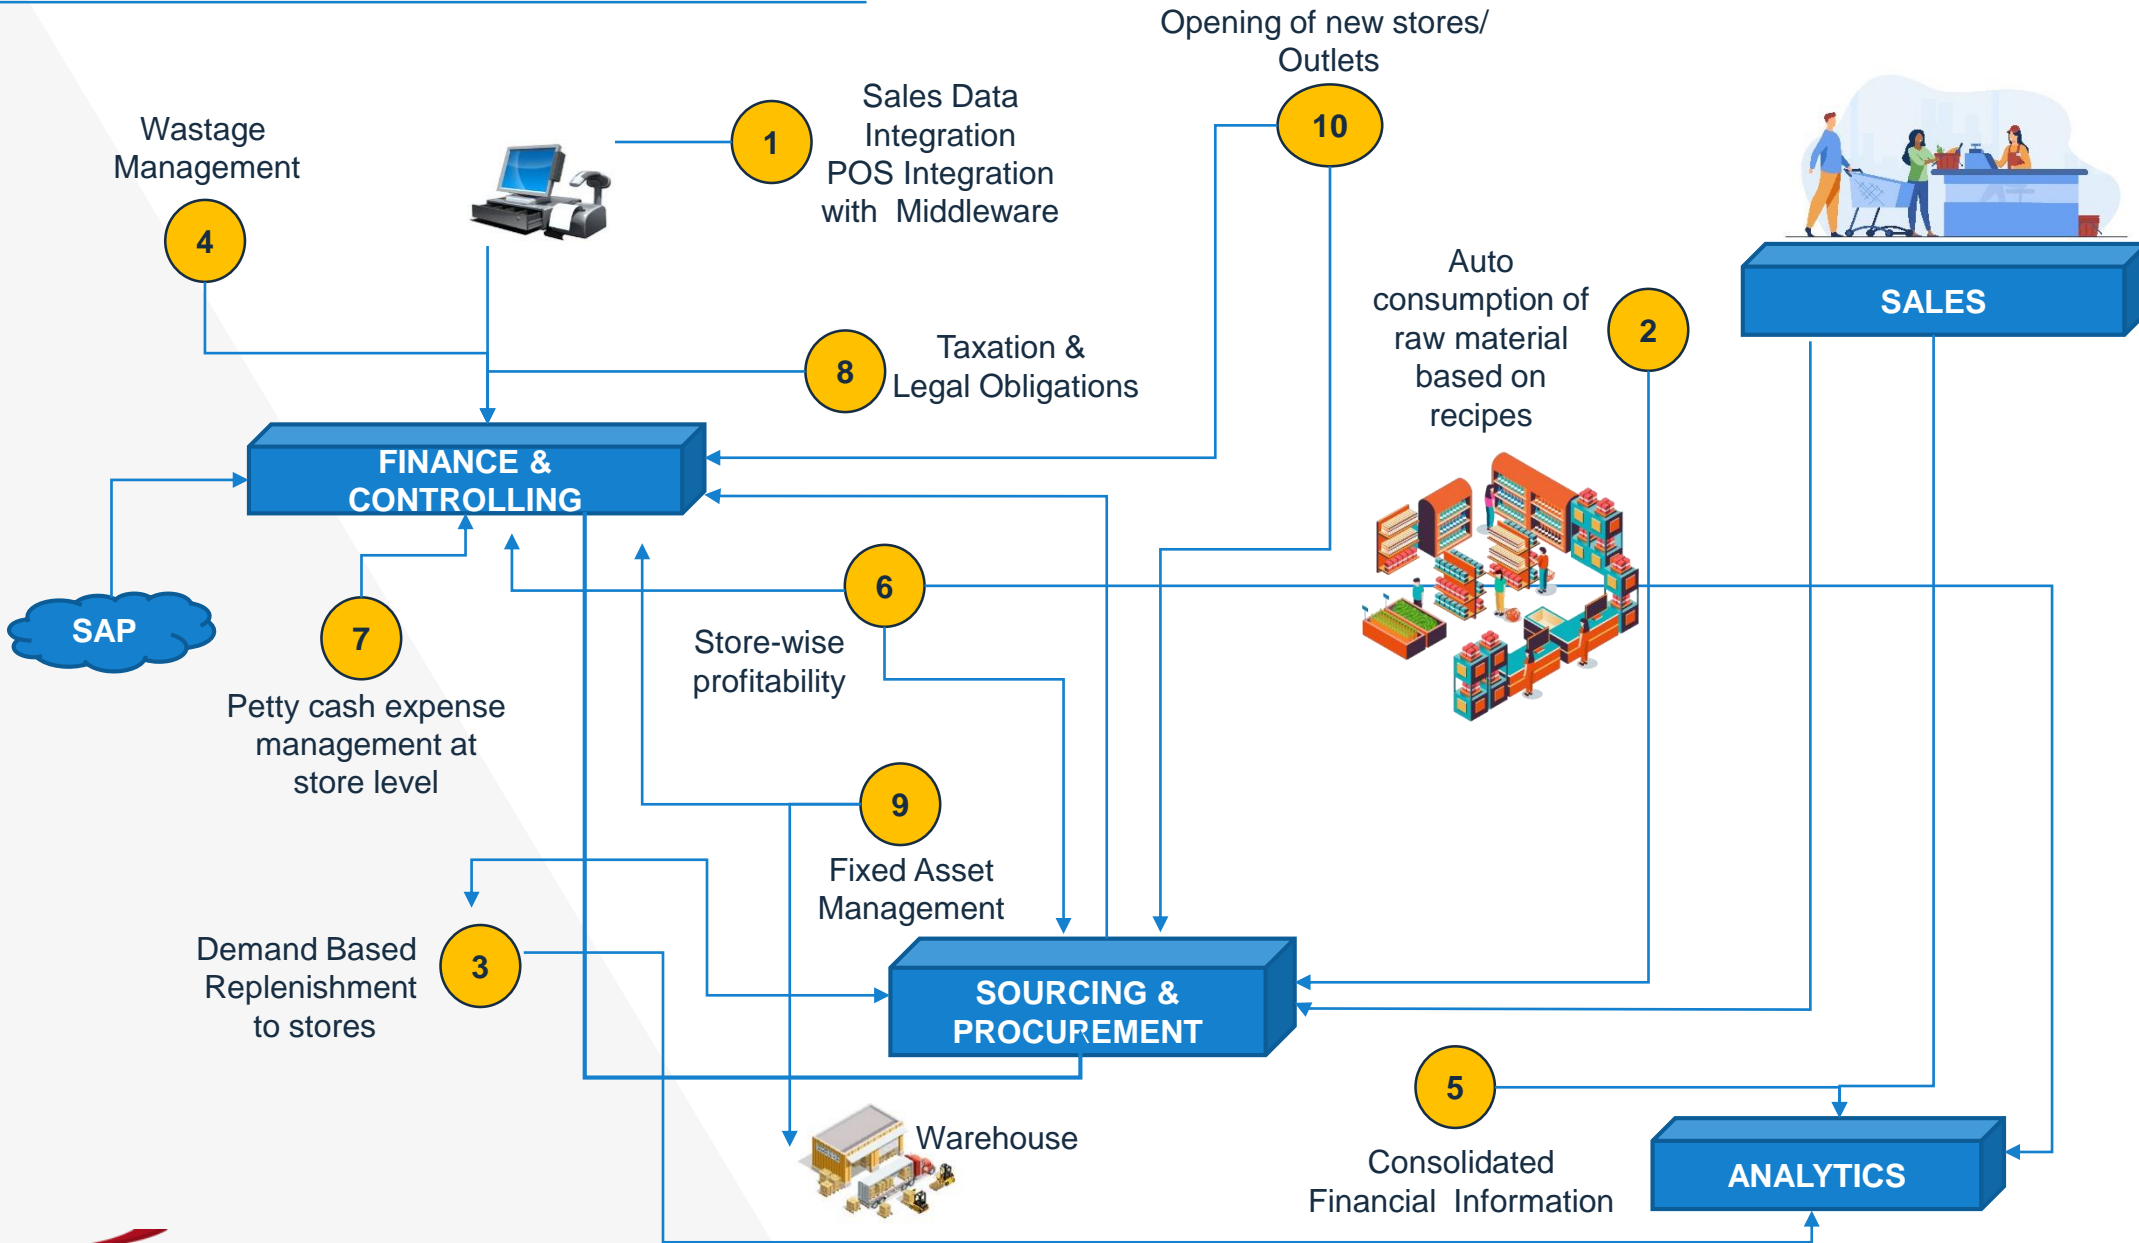 Opening of new stores/
Outlets
10
Sales Data
Integration
POS Integration
with  Middleware
1
Wastage
Management
4
Auto
consumption of
raw material
based on
recipes
2
SALES
Taxation &
Legal Obligations
8
FINANCE &
CONTROLLING
SAP
7
Petty cash expense
management at
store level
6
Store-wise
profitability
9
Fixed Asset
Management
Demand Based
Replenishment
to stores
3
SOURCING &
PROCUREMENT
5
Consolidated
Financial  Information
Warehouse
ANALYTICS